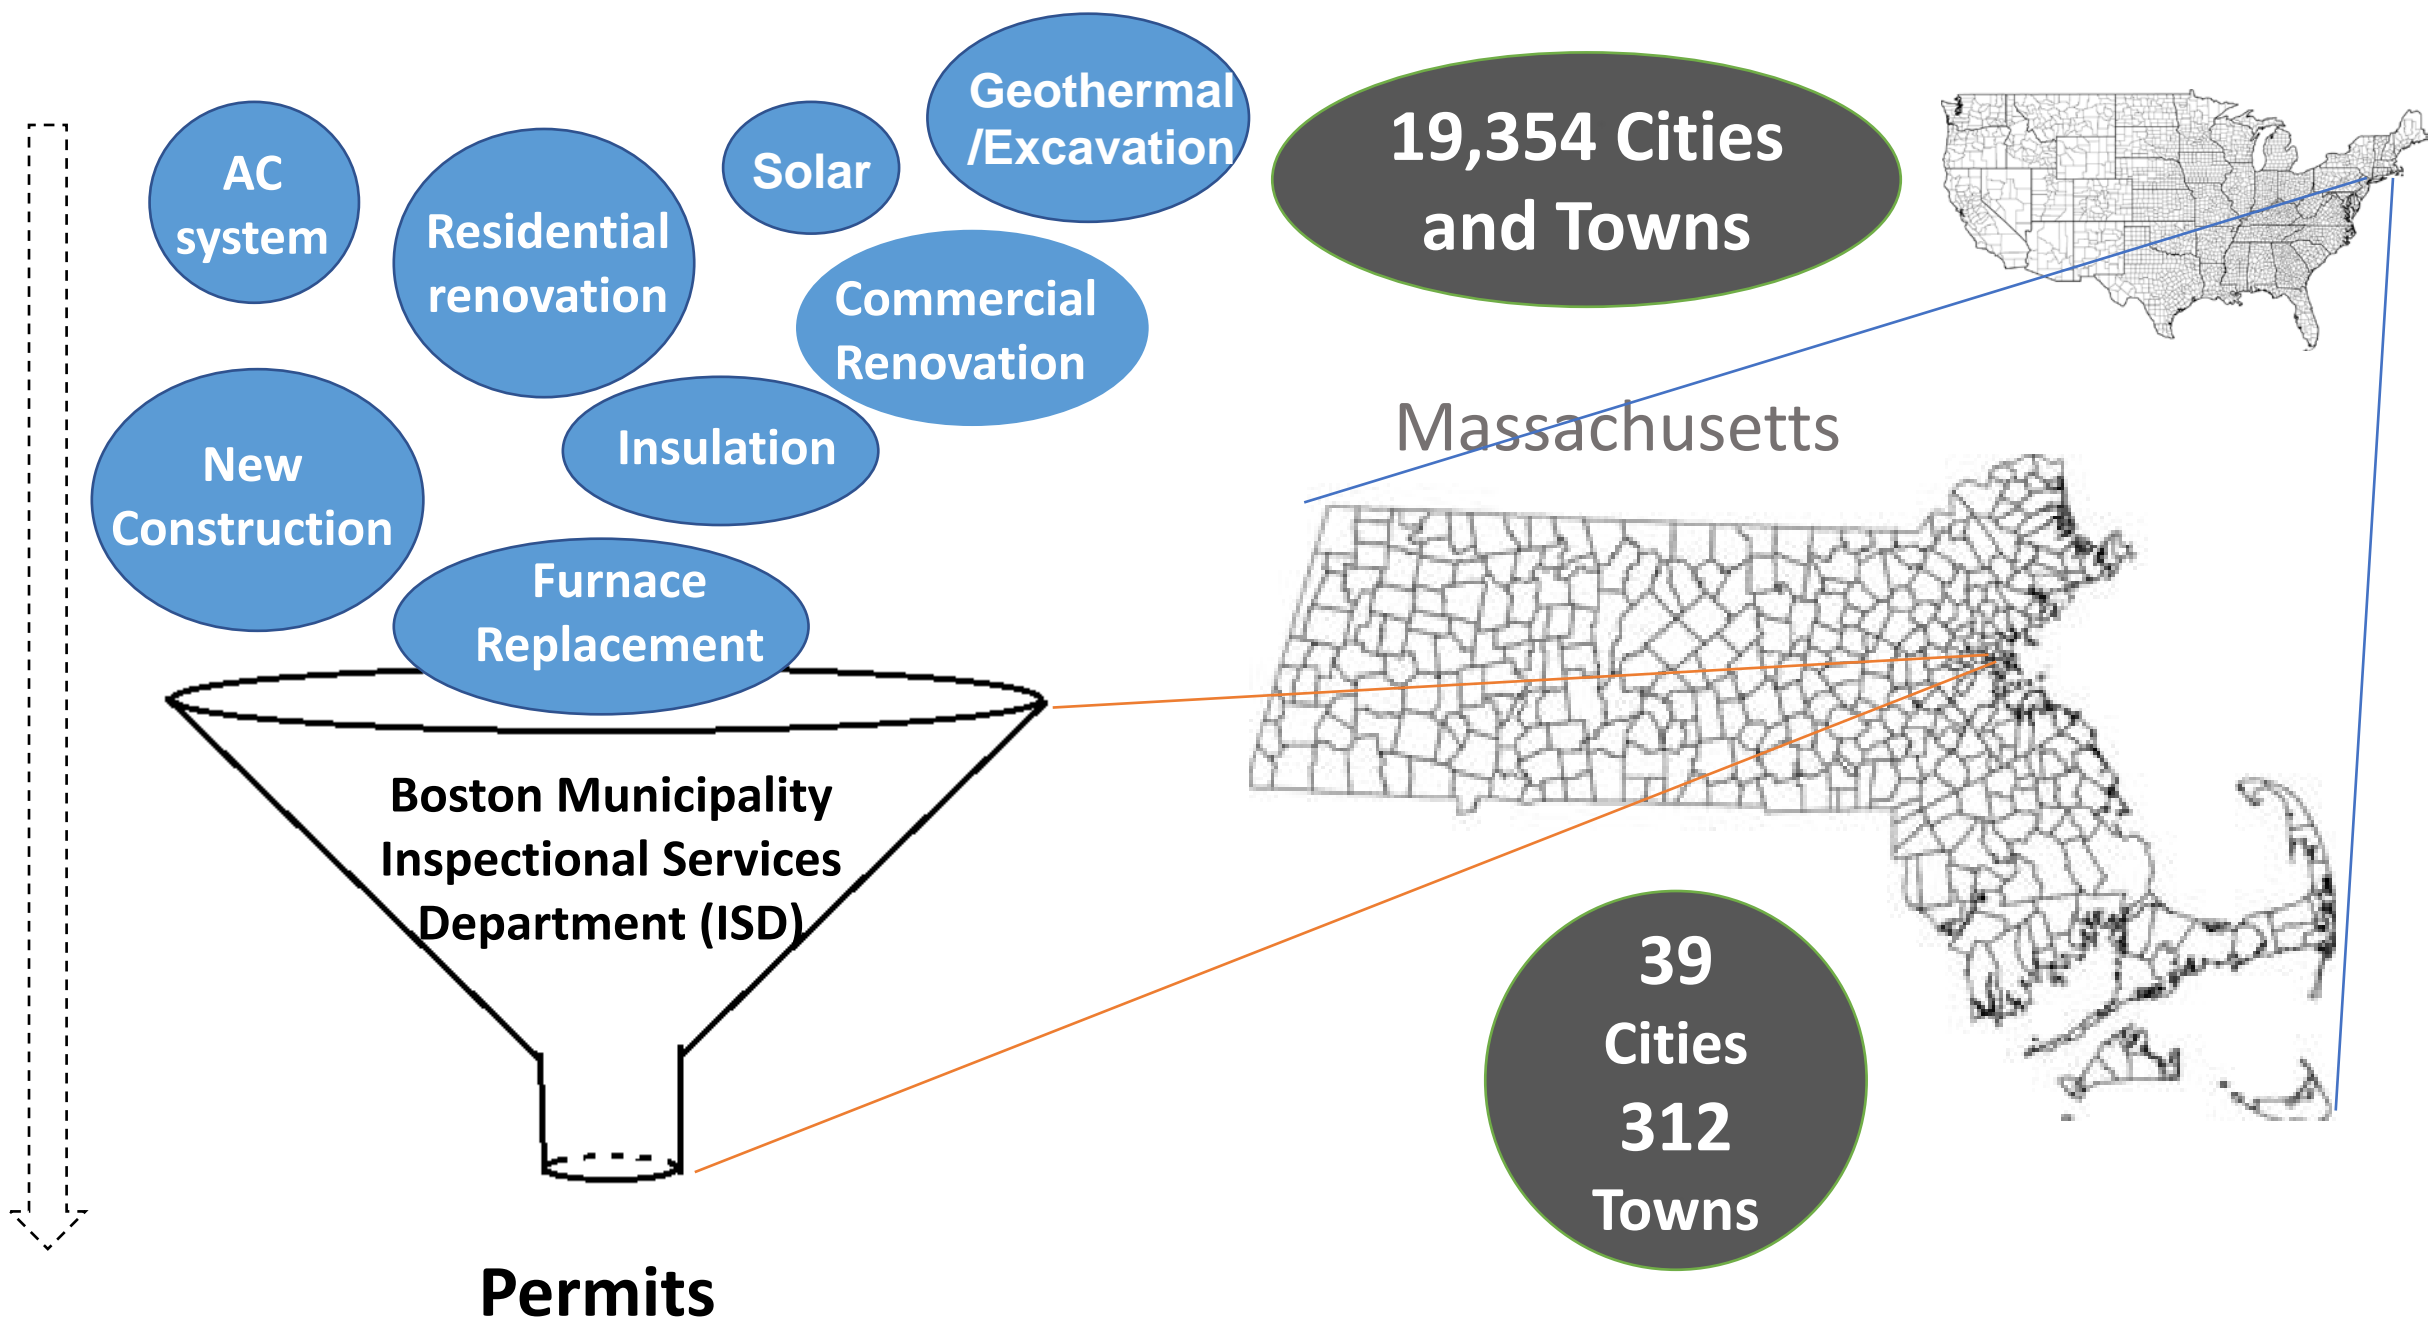 AC
system
Residential
renovation
Solar
Geothermal
/Excavation
Commercial
Renovation
New
Construction
Insulation
Furnace
Replacement
Boston Municipality
Inspectional Services
Department (ISD)
Permits
19,354 Cities
and Towns
Massachusetts
39
Cities
312
Towns